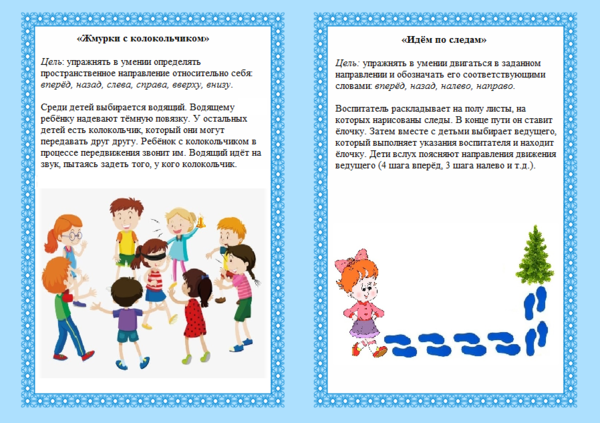 «Жмурки с колокольчиком»
Цель: упражнять в умении определять
пространственное направление относительно себя:
вперёд, назад, слева, справа, вверху, внизу.
Среди детей выбирается водящий. Водящему
ребёнку надевают тёмную повязку. У остальных
детей есть колокольчик, который они могут
передавать друг другу. Ребёнок с колокольчиком в
процессе передвижения звонит им. Водящий идёт на
звук, пытаясь задеть того, у кого колокольчик.
«Идём по следам»
Цель: упражнять в умении двигаться в заданном
направлении и обозначать его соответствующими
словами: вперёд, назад, налево, направо.
Воспитатель раскладывает на полу листы, на
которых нарисованы следы. В конце пути он ставит
ёлочку. Затем вместе с детьми выбирает ведущего,
который выполняет указания воспитателя и находит
ёлочку. Дети вслух поясняют направления движения
ведущего (4 шага вперёд, 3 шага налево и т.д.).